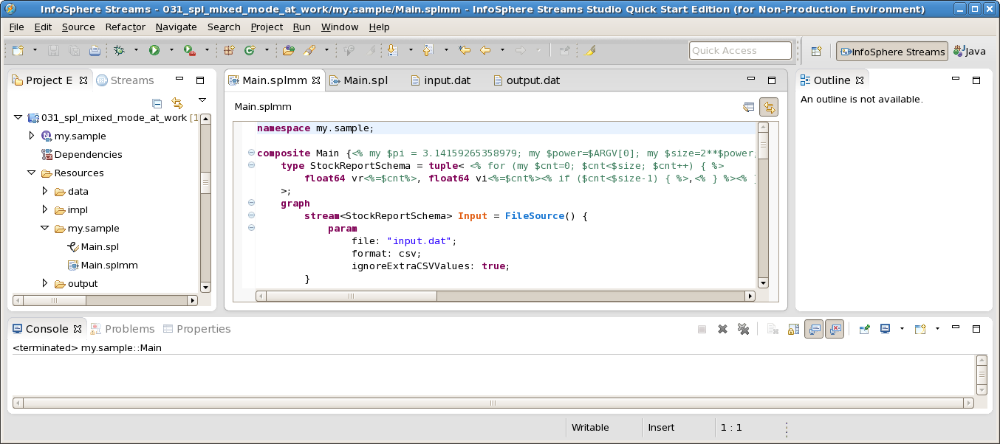 InfoSphere Streams - 031_spl_mixed_mode_at_work/my.sample/Main.splmm - InfoSphere Streams Studio Quick Start Edition (for Non-Production Environment)
File Edit Source Refactor Navigate Search Project Run Window Help
Quick Access
InfoSphere Streams
Java
Project E
Streams
031_spl_mixed_mode_at_work [1
my.sample
Dependencies
Resources
data
impl
my.sample
Main.spl
Main.splmm
output
Main.splmm
Main.spl
input.dat
output.dat
Main.splmm
namespace my.sample;
composite Main {<% my $pi = 3.14159265358979; my $power=$ARGV[0]; my $size=2**$power
type StockReportSchema = tuple< <% for (my $cnt=0; $cnt<$size; $cnt++) { %>
float64 vr<%=$cnt%>, float64 vi<%=$cnt%><% if ($cnt<$size-1) { %>,<% } %><% }
>;
graph
stream<StockReportSchema> Input = FileSource() {
param
file: "input.dat";
format: csv;
ignoreExtraCSVValues: true;
}
Outline
An outline is not available.
Console
Problems
Properties
<terminated> my.sample::Main
Writable
Insert
1 : 1